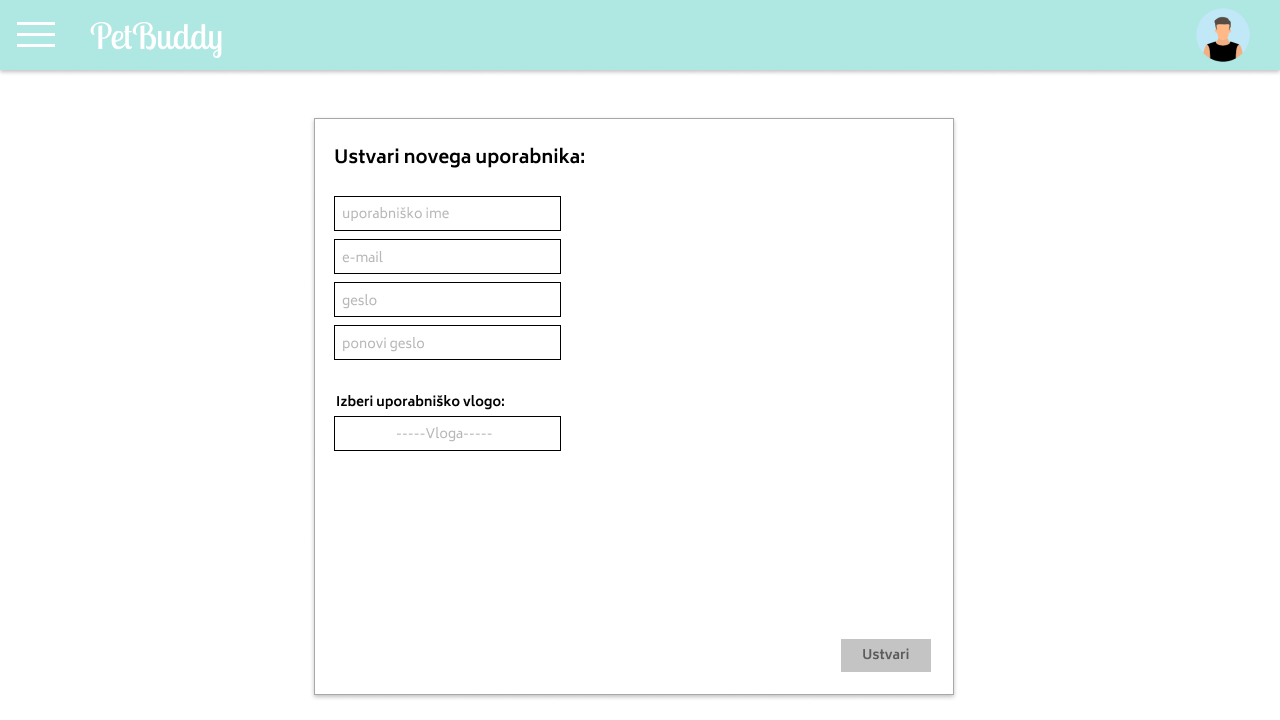 PetBuddy
Ustvari novega uporabnika:
uporabniško ime
e-mail
geslo
ponovi geslo
Izberi uporabniško vlogo:
-----Vloga-----
Ustvari